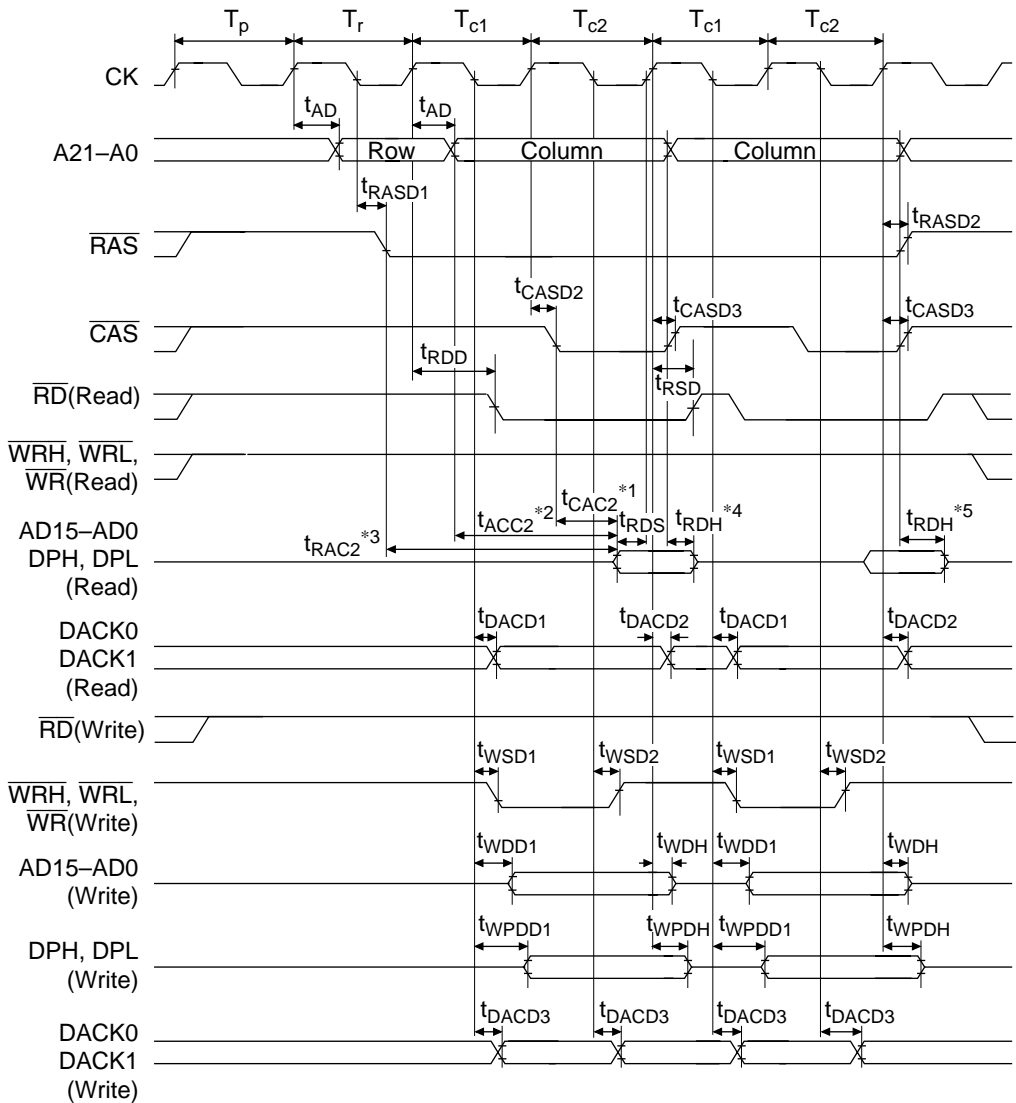 Tp Tr Tc1 Tc2 Tc1 Tc2
CK
tAD tAD
A21–A0 Row Column Column
tRASD1
tRASD2
RAS
tCASD2
tCASD3 tCASD3
CAS
tRDD
tRSD
RD(Read)
WRH, WRL,
WR(Read)
tCAC2*1
tACC2*2 tRDS tRDH*4 tRDH*5
tRAC2*3
AD15–AD0
DPH, DPL
(Read)
tDACD1 tDACD2 tDACD1 tDACD2
DACK0
DACK1
(Read)
RD(Write)
tWSD1 tWSD2 tWSD1 tWSD2
WRH, WRL,
WR(Write)
tWDD1 tWDH tWDD1 tWDH
AD15–AD0
(Write)
tWPDD1 tWPDH tWPDD1 tWPDH
DPH, DPL
(Write)
tDACD3 tDACD3 tDACD3 tDACD3
DACK0
DACK1
(Write)